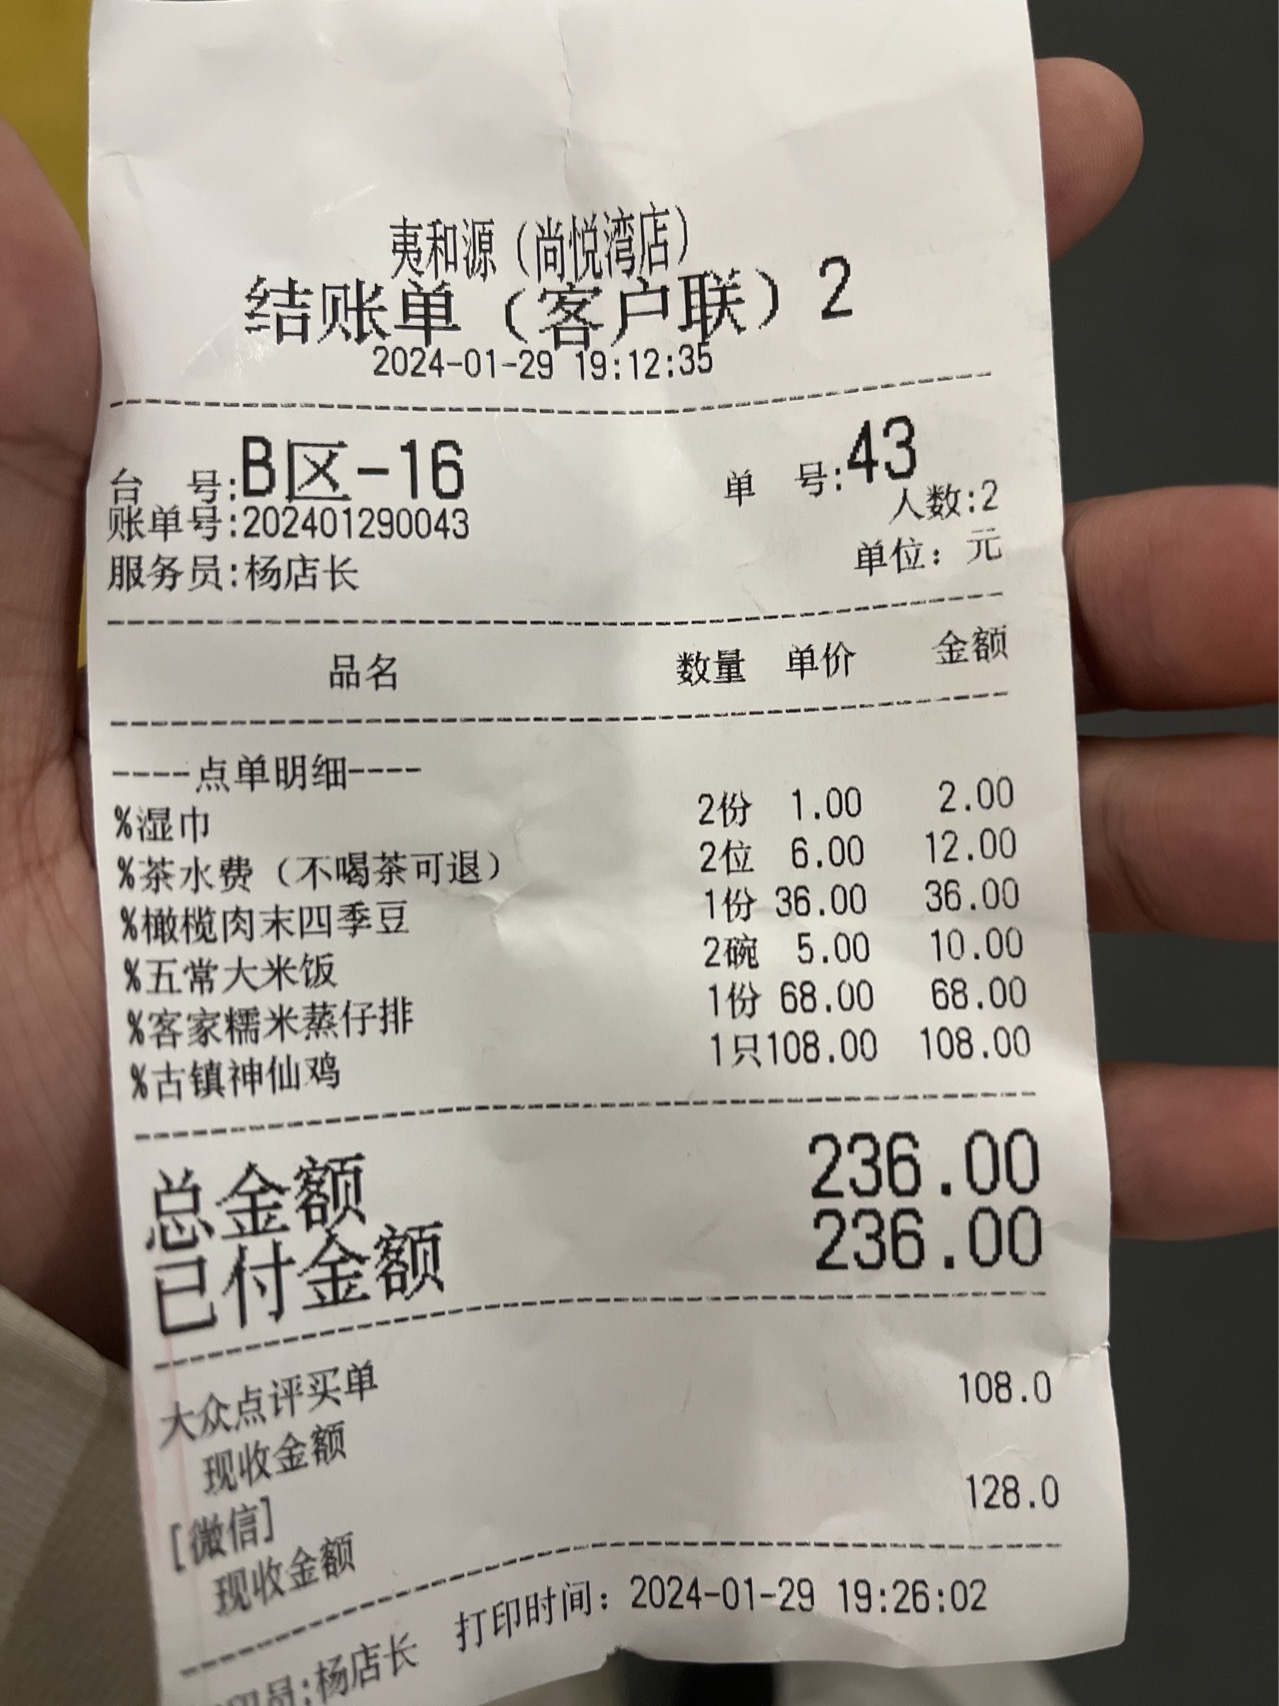 夷和源（尚悦湾店）
结账单（客户联）2
2024-01-29 19:12:35
台 号:B区-16 单 号:43
账单号:202401290043 人数:2
服务员:杨店长 单位：元
品名 数量 单价 金额
----点单明细----
%湿巾 2份 1.00 2.00
%茶水费（不喝茶可退） 2位 6.00 12.00
%橄榄肉末四季豆 1份 36.00 36.00
%五常大米饭 2碗 5.00 10.00
%客家糯米蒸仔排 1份 68.00 68.00
%古镇神仙鸡 1只 108.00 108.00
总金额 236.00
已付金额 236.00
大众点评买单
现收金额 108.0
[微信]
现收金额 128.0
打印时间：2024-01-29 19:26:02
员:杨店长